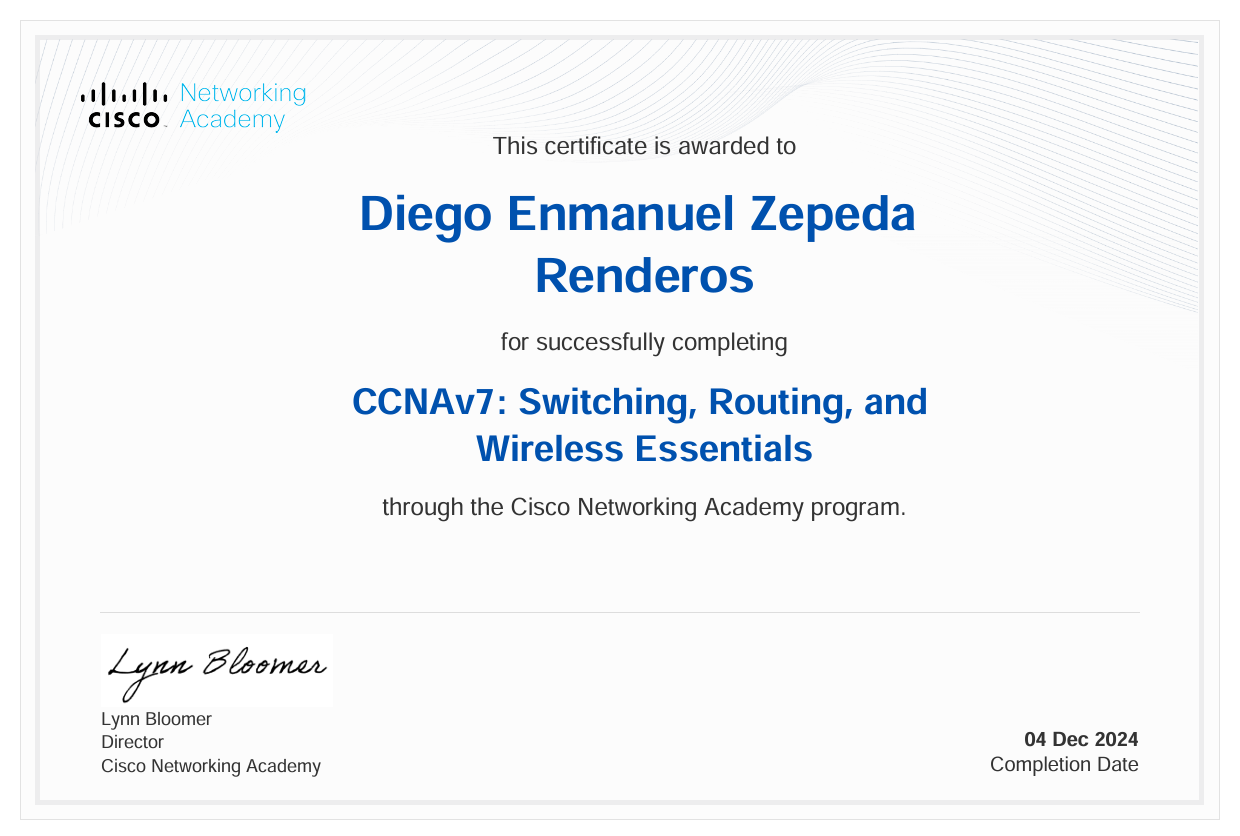 Networking
CISCO Academy
This certificate is awarded to
Diego Enmanuel Zepeda
Renderos
for successfully completing
CCNAv7: Switching, Routing, and
Wireless Essentials
through the Cisco Networking Academy program.
Lynn Bloomer
Lynn Bloomer
Director
Cisco Networking Academy
04 Dec 2024
Completion Date